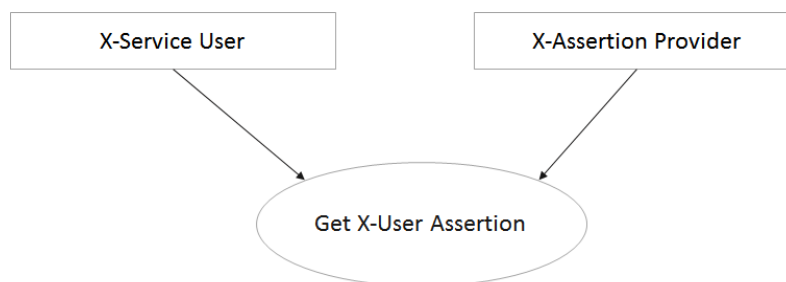 X-Service User
X-Assertion Provider
Get X-User Assertion